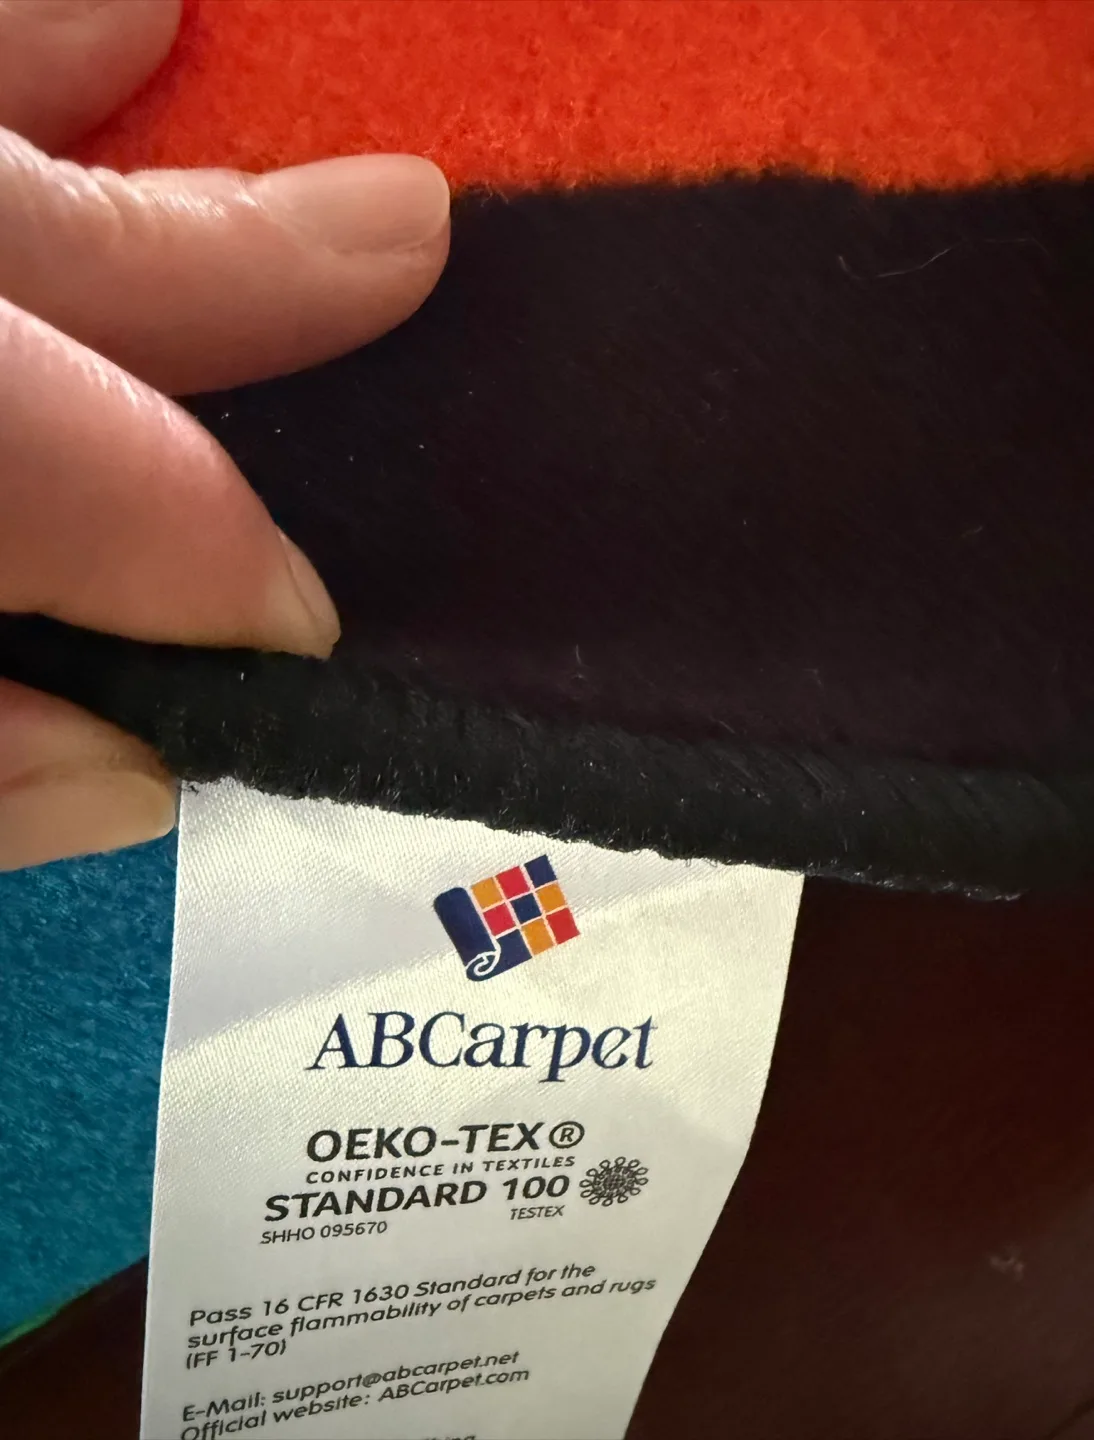 ABCarpet
OEKO-TEX®
CONFIDENCE IN TEXTILES
STANDARD 100
SHHO 095670 TESTEX
Pass 16 CFR 1630 Standard for the
surface flammability of carpets and rugs
(FF 1-70)
E-Mail: support@abcarpet.net
Official website: ABCarpet.com